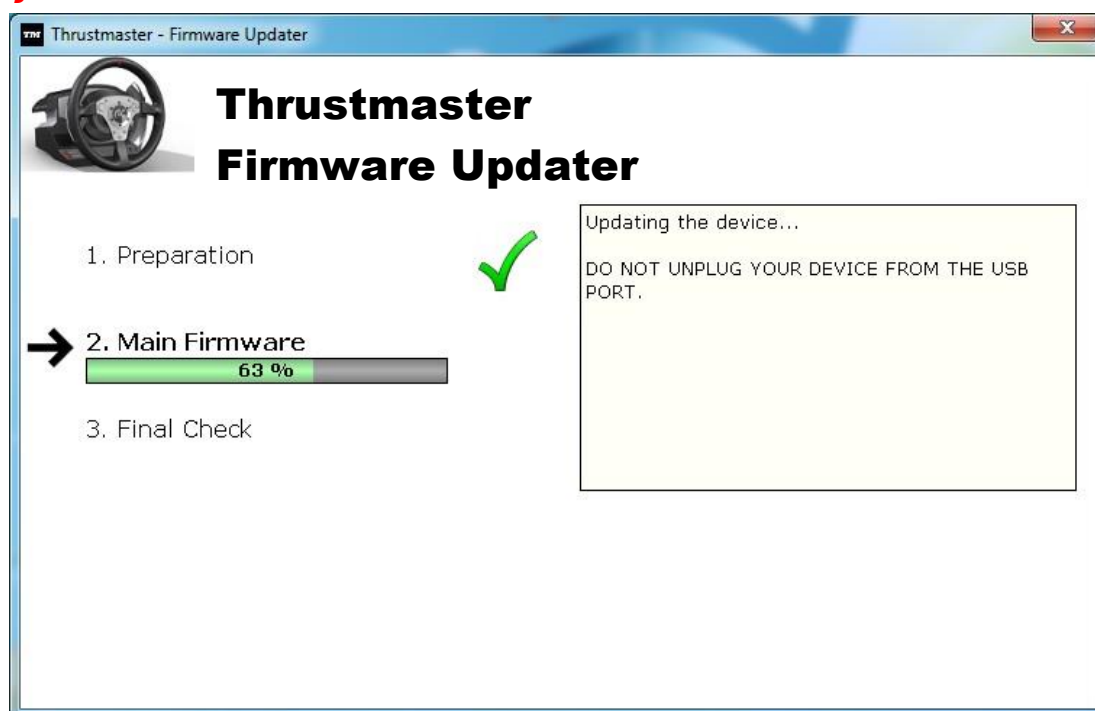 TM Thrustmaster - Firmware Updater
Thrustmaster
Firmware Updater
1. Preparation
2. Main Firmware
63 %
3. Final Check
Updating the device...
DO NOT UNPLUG YOUR DEVICE FROM THE USB
PORT.